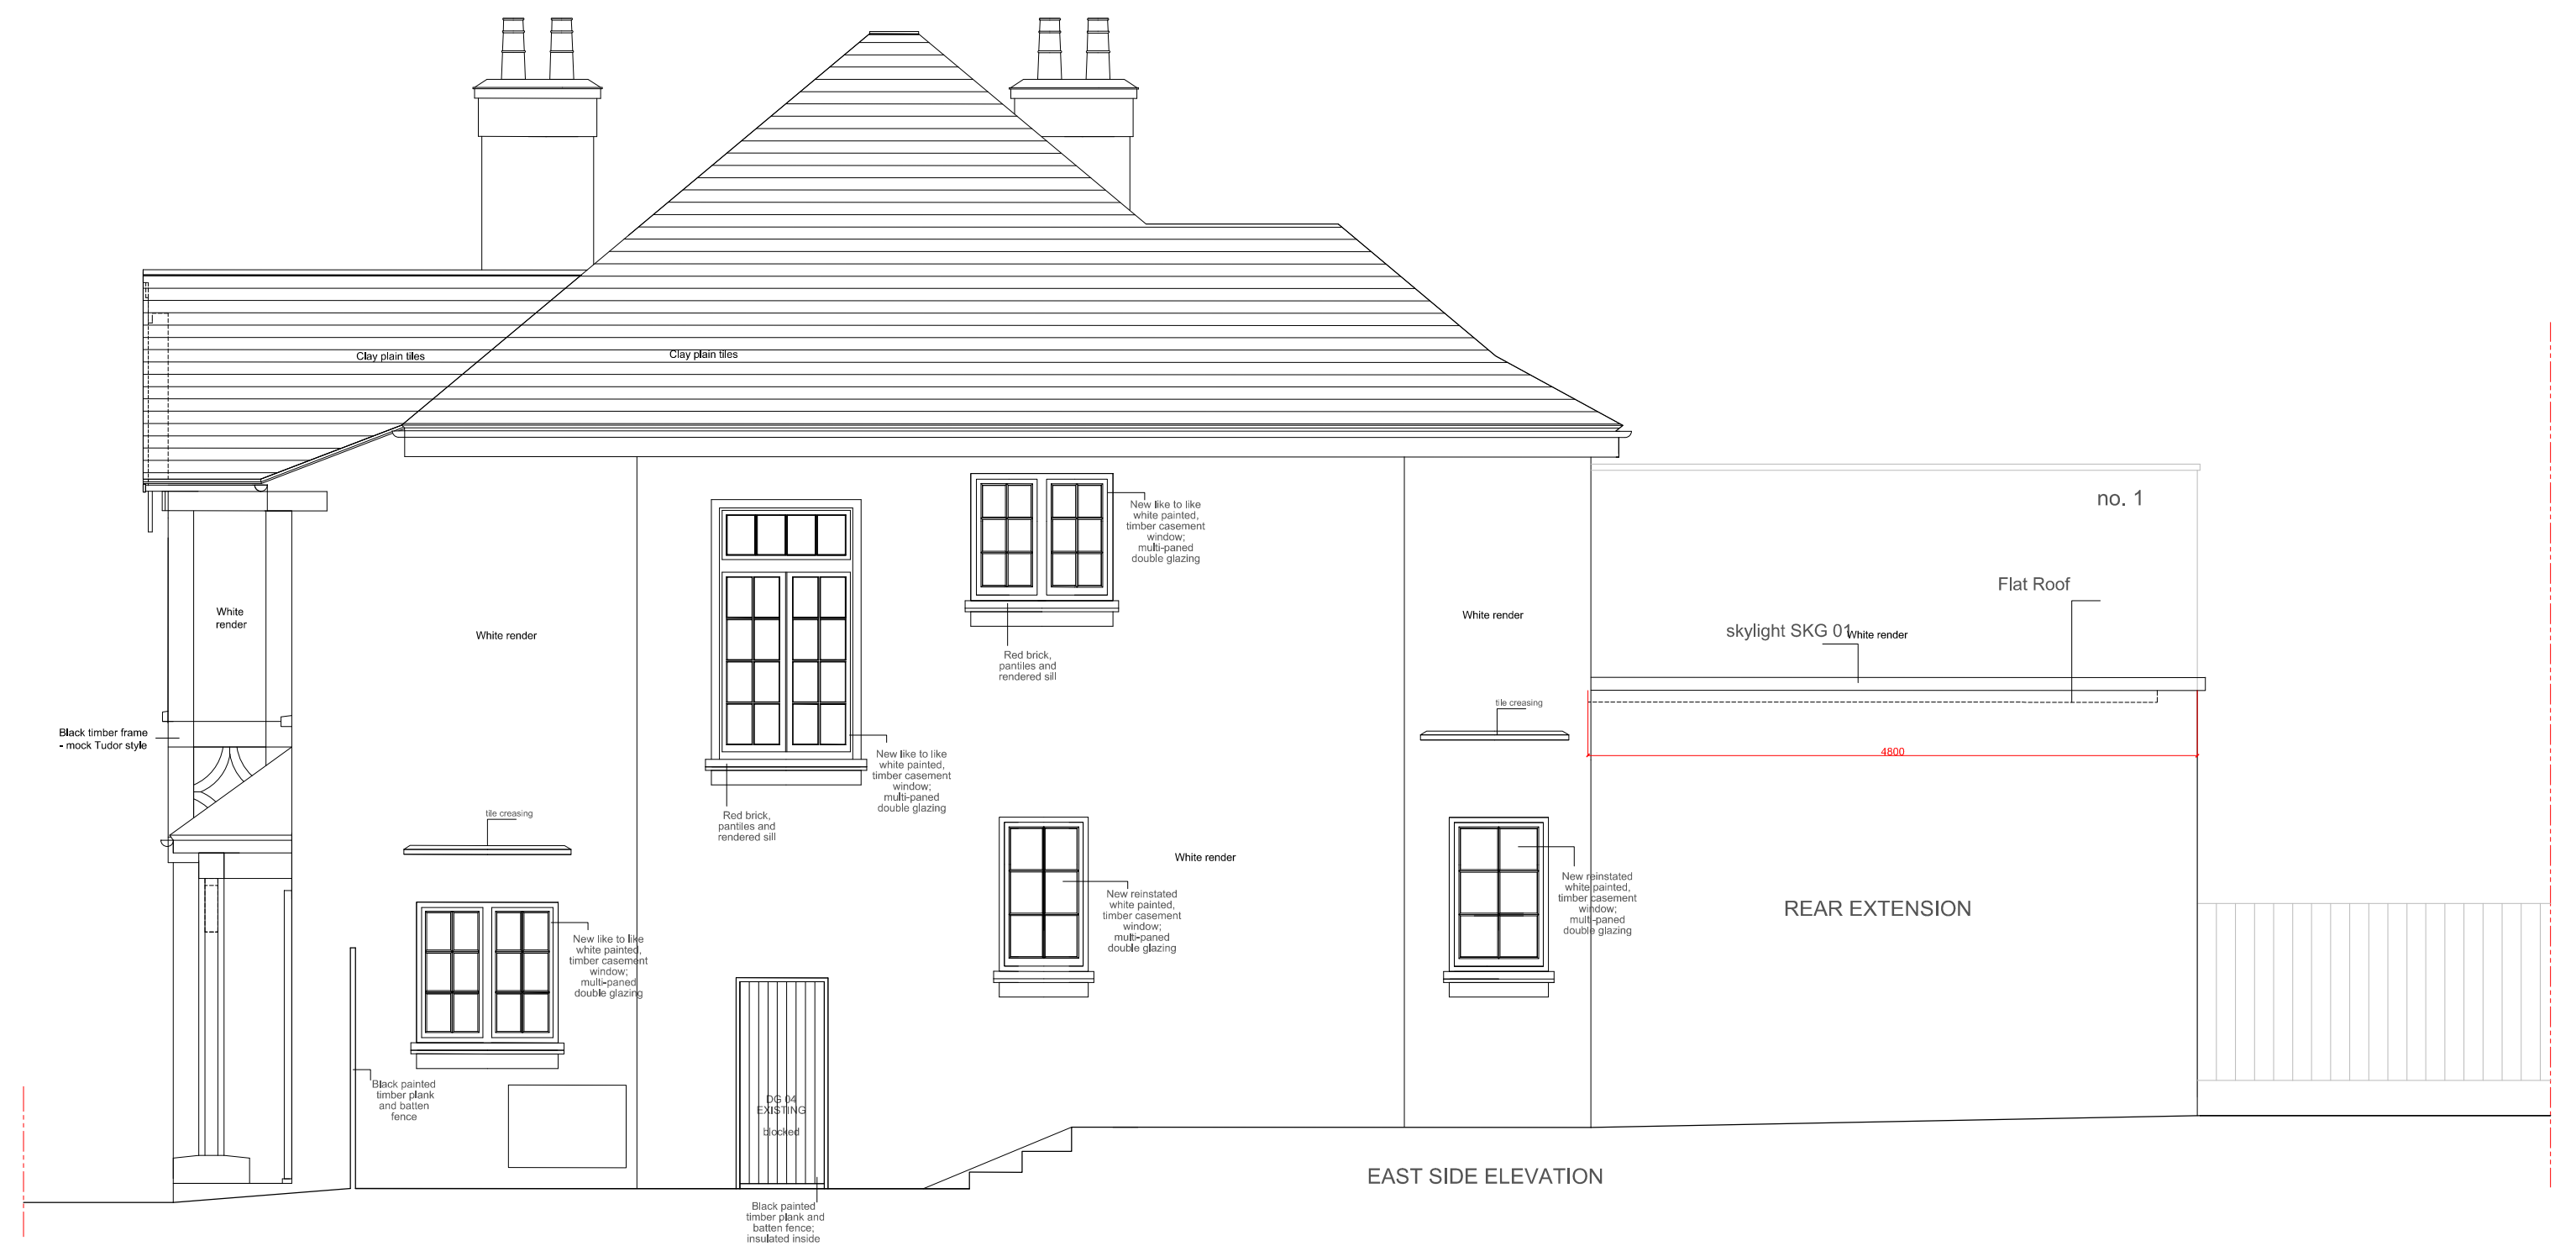 Clay plain tiles
Clay plain tiles
no. 1
New like to like
white painted,
timber casement
window;
multi-paned
double glazing
Flat Roof
White
render
White render
White render
skylight SKG 01
White render
Red brick,
pantiles and
rendered sill
tile creasing
Black timber frame
- mock Tudor style
4800
New like to like
white painted,
timber casement
window;
multi-paned
double glazing
tile creasing
Red brick,
pantiles and
rendered sill
White render
New reinstated
white painted,
timber casement
window;
multi-paned
double glazing
New reinstated
white painted,
timber casement
window;
multi-paned
double glazing
REAR EXTENSION
New like to like
white painted,
timber casement
window;
multi-paned
double glazing
Black painted
timber plank
and batten
fence
DG 04
EXISTING
blocked
EAST SIDE ELEVATION
Black painted
timber plank and
batten fence;
insulated inside